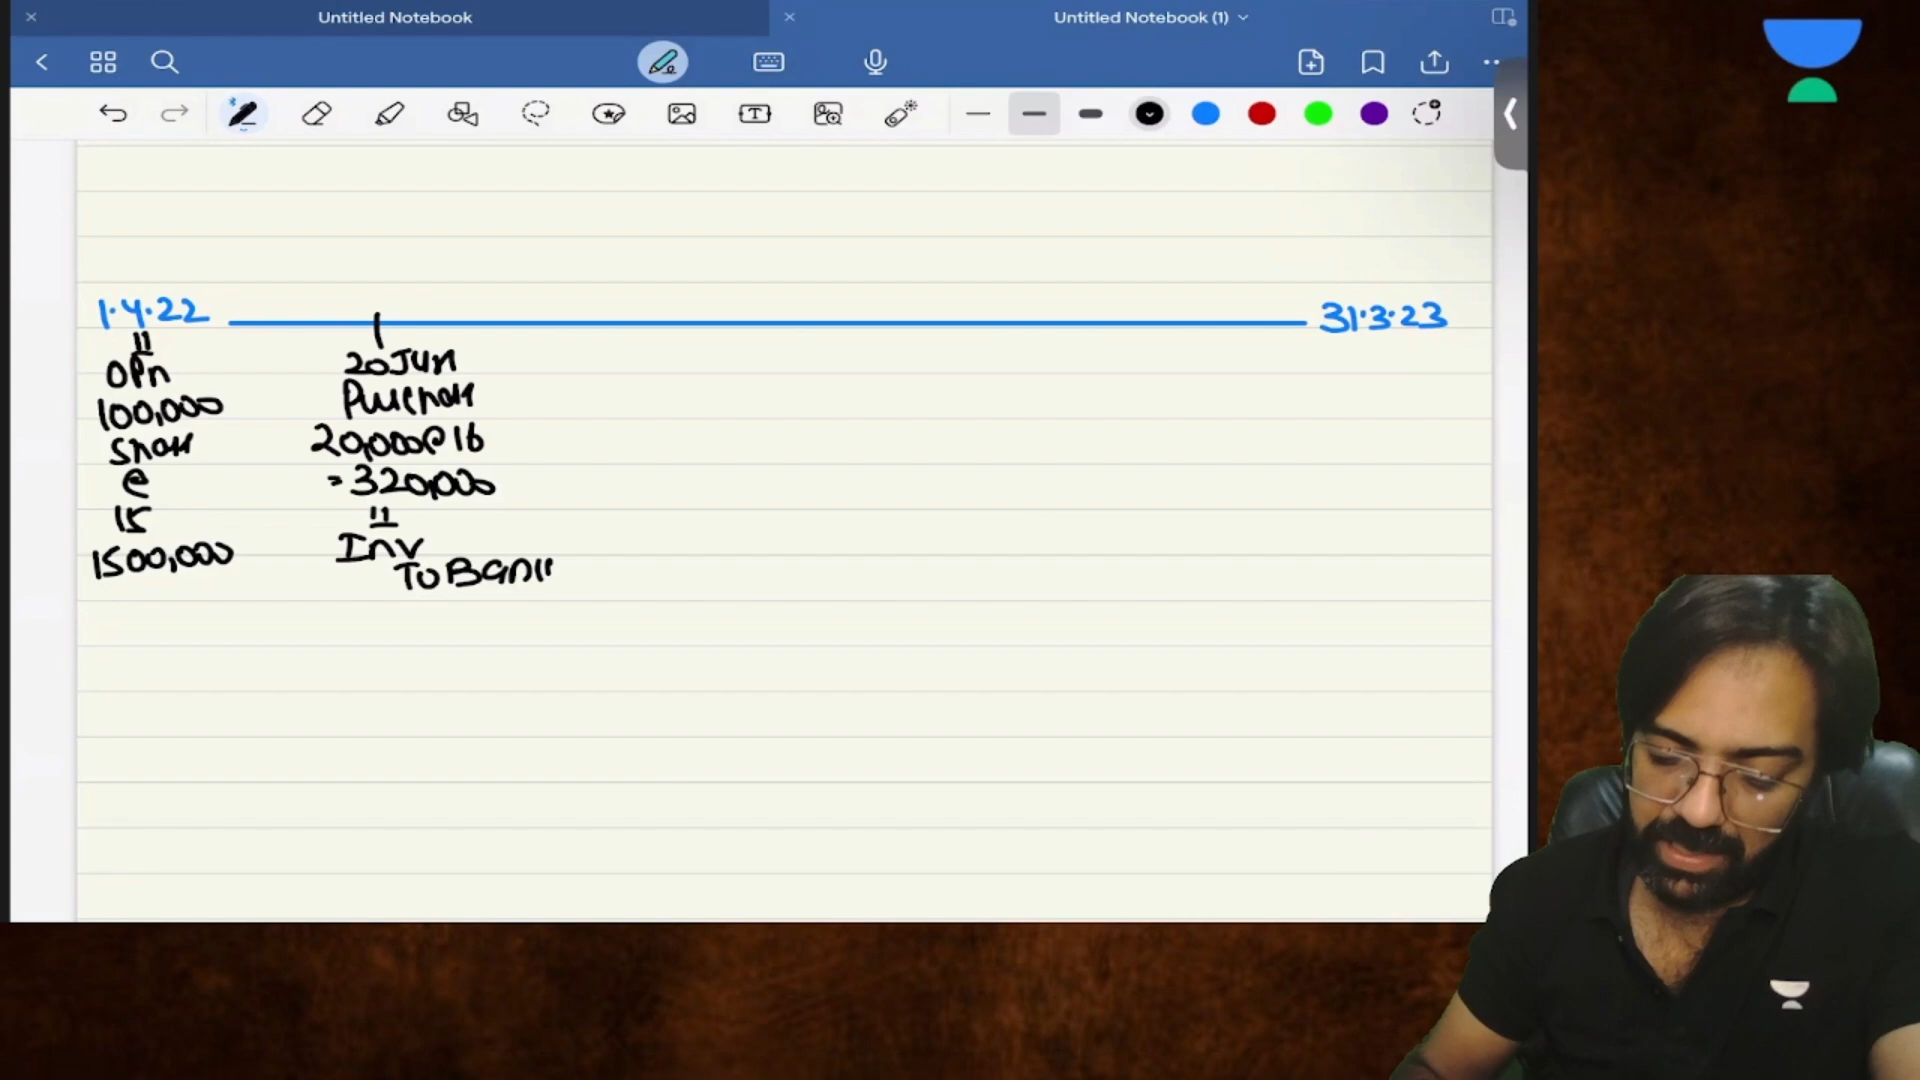 Untitled Notebook
Untitled Notebook (1)
1.4.22
31.3.23
OPn
100,000
Share
@
15
1500,000
20 Jun
Purchase
20,000@16
= 320,000
Inv
To Bank